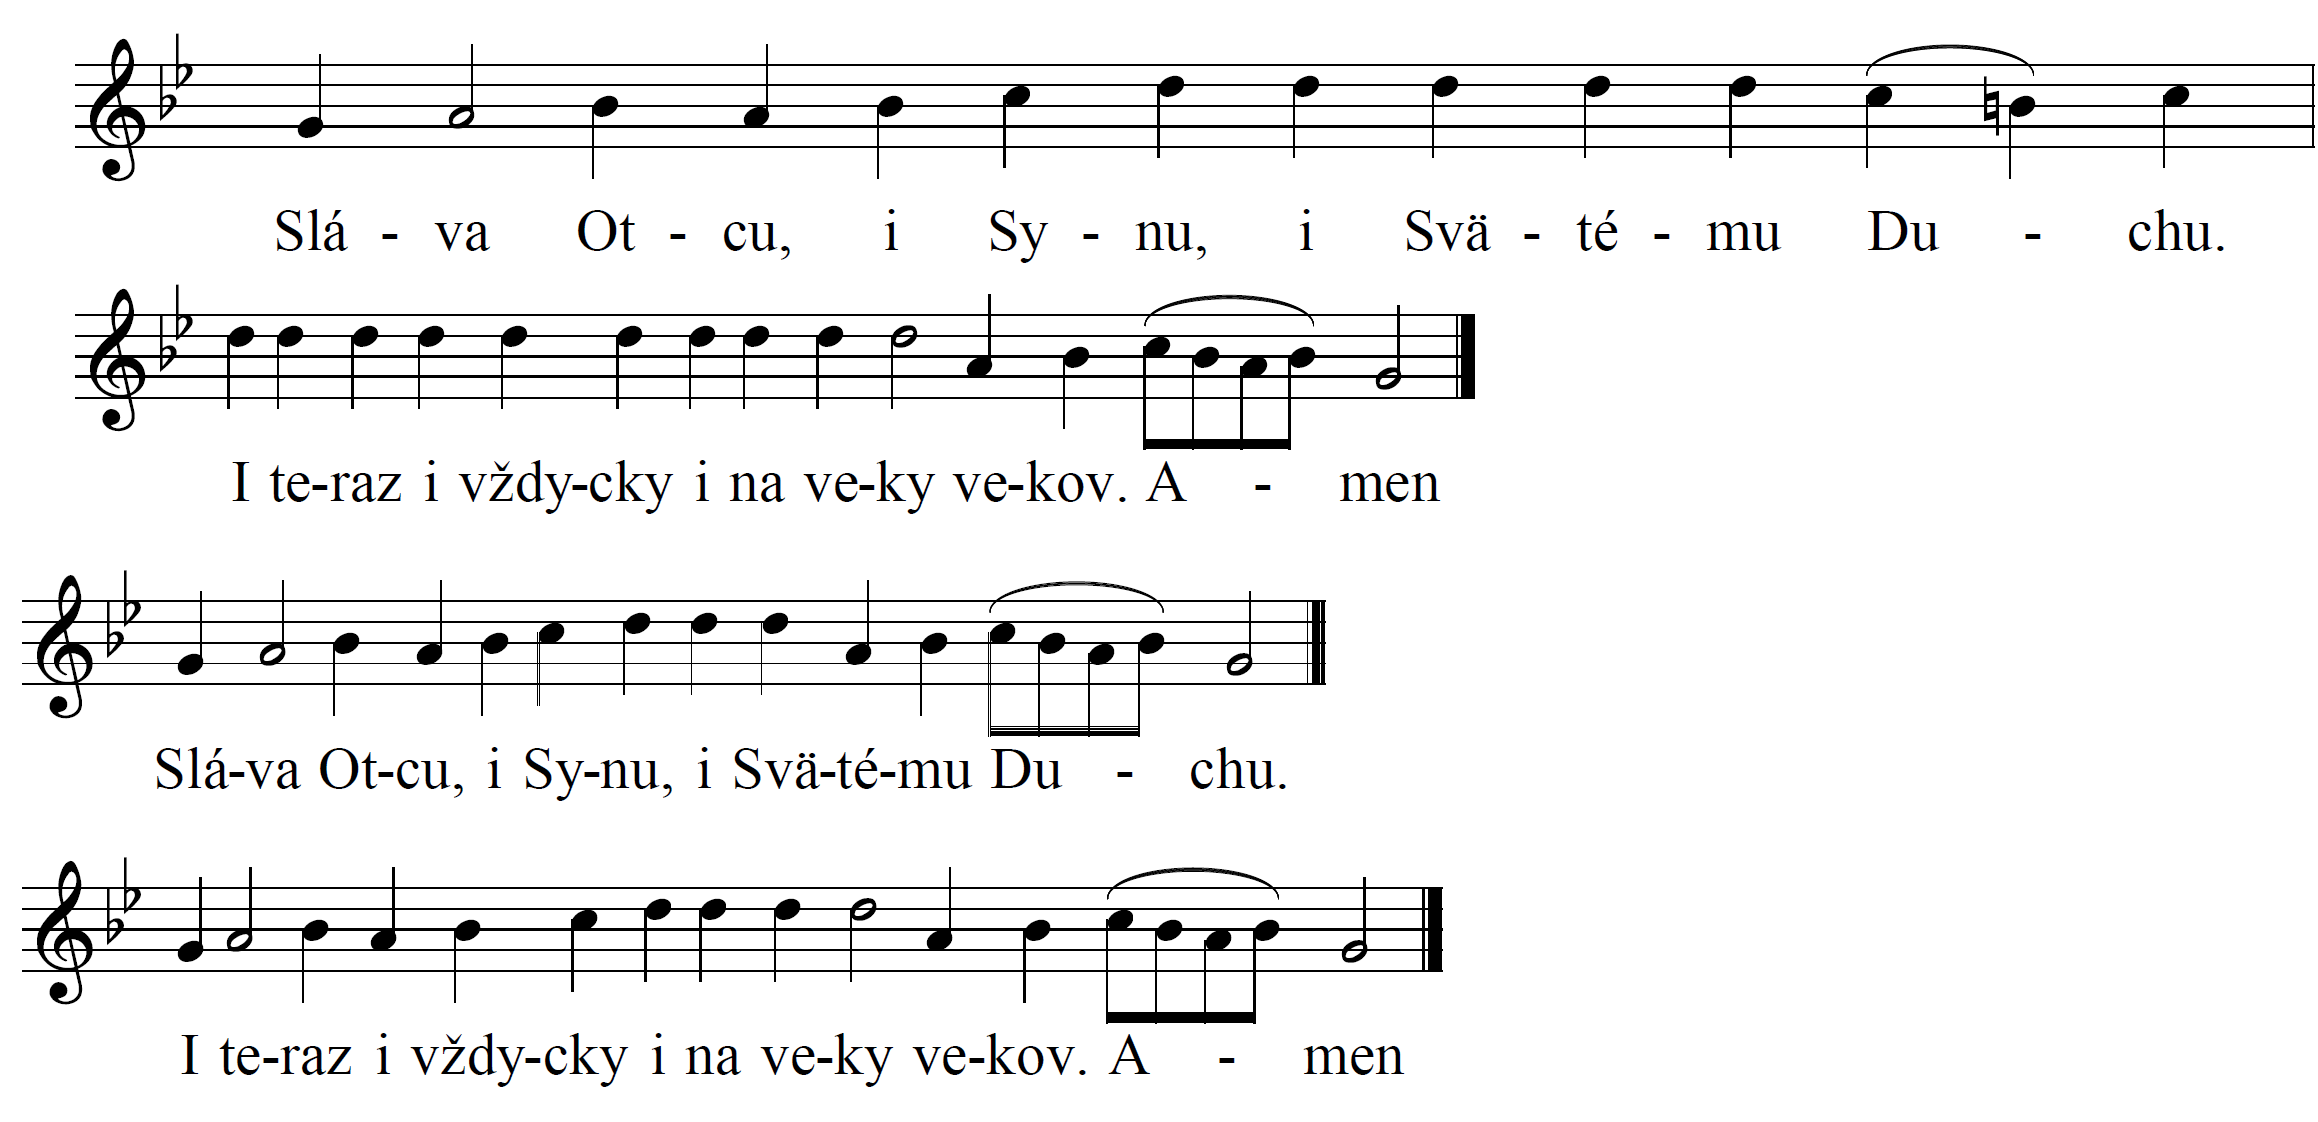 Slá - va Ot - cu, i Sy - nu, i Svä - té - mu Du - chu.
I te-raz i vždy-cky i na ve-ky ve-kov. A - men
Slá-va Ot-cu, i Sy-nu, i Svä-té-mu Du - chu.
I te-raz i vždy-cky i na ve-ky ve-kov. A - men